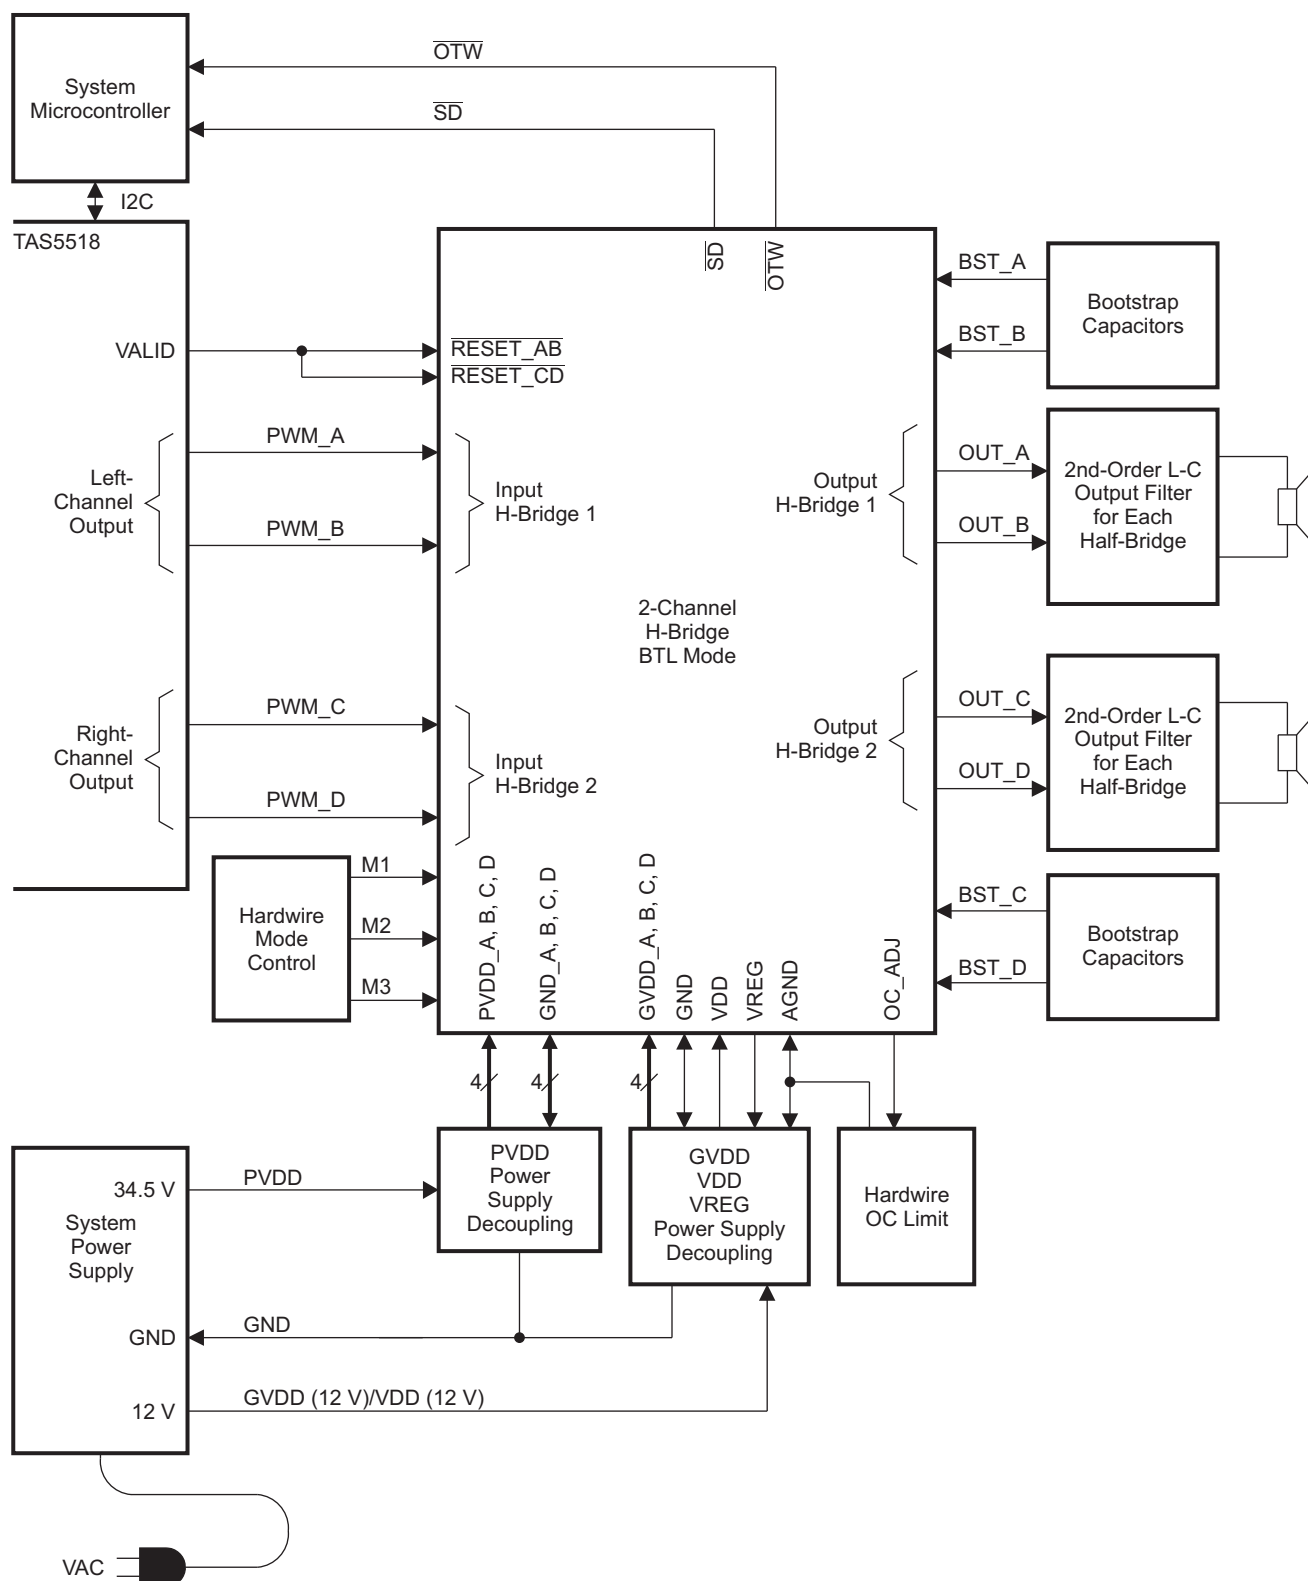 OTW
System
Microcontroller
SD
I2C
TAS5518
SD
OTW
BST_A
Bootstrap
Capacitors
BST_B
VALID
RESET_AB
RESET_CD
PWM_A
Left-
Channel
Output
Input
H-Bridge 1
PWM_B
Output
H-Bridge 1
OUT_A
OUT_B
2nd-Order L-C
Output Filter
for Each
Half-Bridge
2-Channel
H-Bridge
BTL Mode
PWM_C
Right-
Channel
Output
Input
H-Bridge 2
PWM_D
Output
H-Bridge 2
OUT_C
OUT_D
2nd-Order L-C
Output Filter
for Each
Half-Bridge
M1
Hardwire
Mode
Control
M2
M3
PVDD_A, B, C, D
GND_A, B, C, D
GVDD_A, B, C, D
GND
VDD
VREG
AGND
OC_ADJ
BST_C
Bootstrap
Capacitors
BST_D
4
4
4
PVDD
Power
Supply
Decoupling
GVDD
VDD
VREG
Power Supply
Decoupling
Hardwire
OC Limit
34.5 V
PVDD
System
Power
Supply
GND
GND
12 V
GVDD (12 V)/VDD (12 V)
VAC